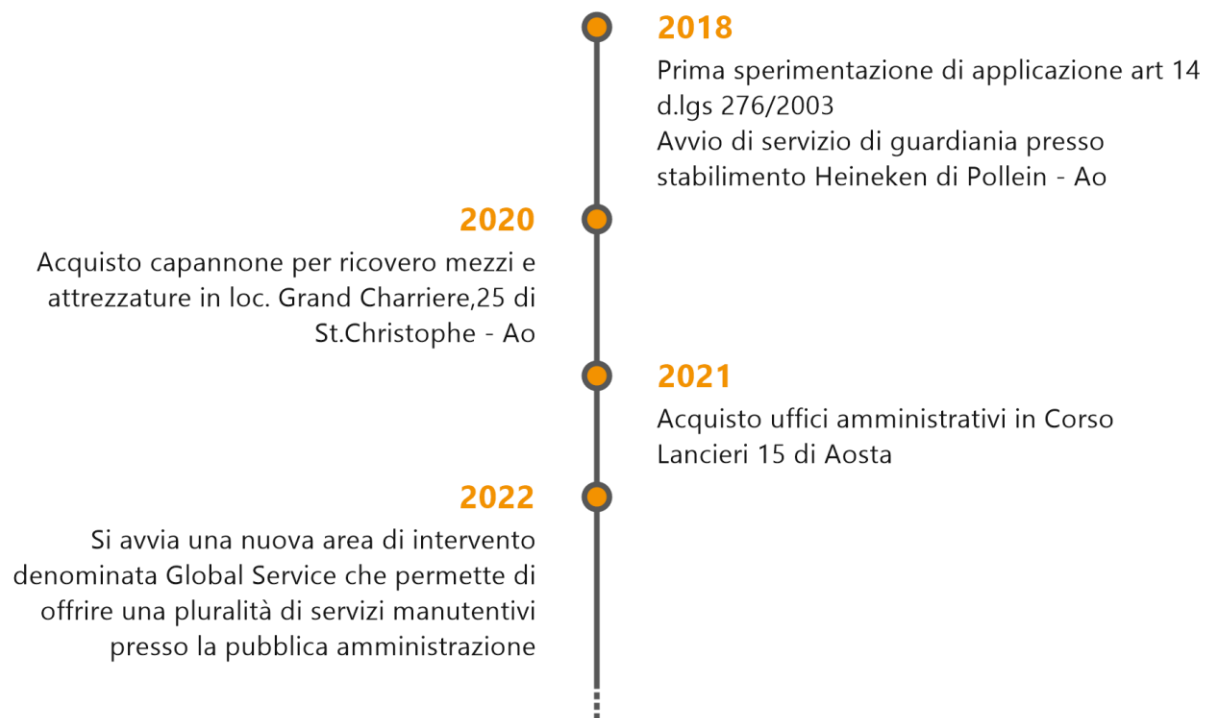 2018
Prima sperimentazione di applicazione art 14
d.lgs 276/2003
Avvio di servizio di guardiania presso
stabilimento Heineken di Pollein - Ao
2020
Acquisto capannone per ricovero mezzi e
attrezzature in loc. Grand Charriere,25 di
St.Christophe - Ao
2021
Acquisto uffici amministrativi in Corso
Lancieri 15 di Aosta
2022
Si avvia una nuova area di intervento
denominata Global Service che permette di
offrire una pluralità di servizi manutentivi
presso la pubblica amministrazione